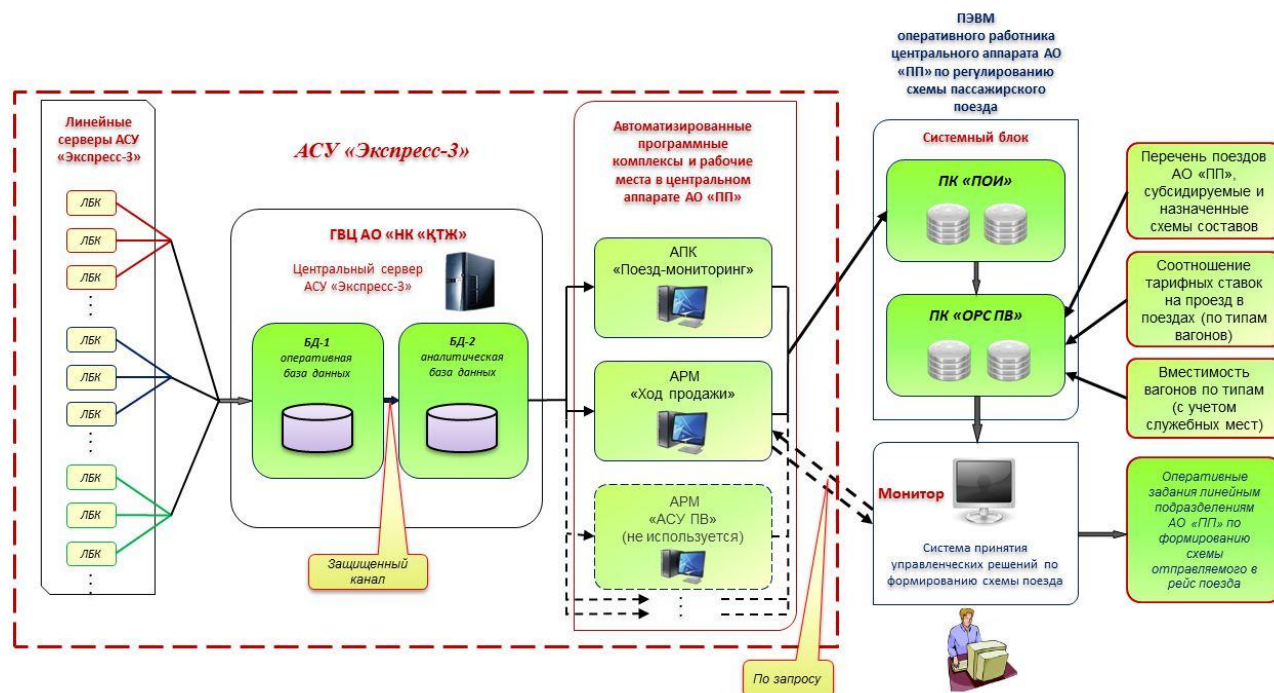 ПЭВМ
оперативного работника
центрального аппарата АО
«ПП» по регулированию
схемы пассажирского
поезда
Линейные
серверы АСУ
«Экспресс-3»
ЛБК
ЛБК
ЛБК
ЛБК
ЛБК
ЛБК
ЛБК
ЛБК
ЛБК
АСУ «Экспресс-3»
ГВЦ АО «НК «ҚТЖ»
Центральный сервер
АСУ «Экспресс-3»
БД-1
оперативная
база данных
БД-2
аналитическая
база данных
Защищенный
канал
Автоматизированные
программные
комплексы и рабочие
места в центральном
аппарате АО «ПП»
АПК
«Поезд-мониторинг»
АРМ
«Ход продажи»
АРМ
«АСУ ПВ»
(не используется)
По запросу
Системный блок
ПК «ПОИ»
ПК «ОРС ПВ»
Монитор
Система принятия
управленческих решений по
формированию схемы поезда
Перечень поездов
АО «ПП»,
субсидируемые и
назначенные
схемы составов
Соотношение
тарифных ставок
на проезд в
поездах (по типам
вагонов)
Вместимость
вагонов по типам
(с учетом
служебных мест)
Оперативные
задания линейным
подразделениям
АО «ПП» по
формированию
схемы
отправляемого в
рейс поезда